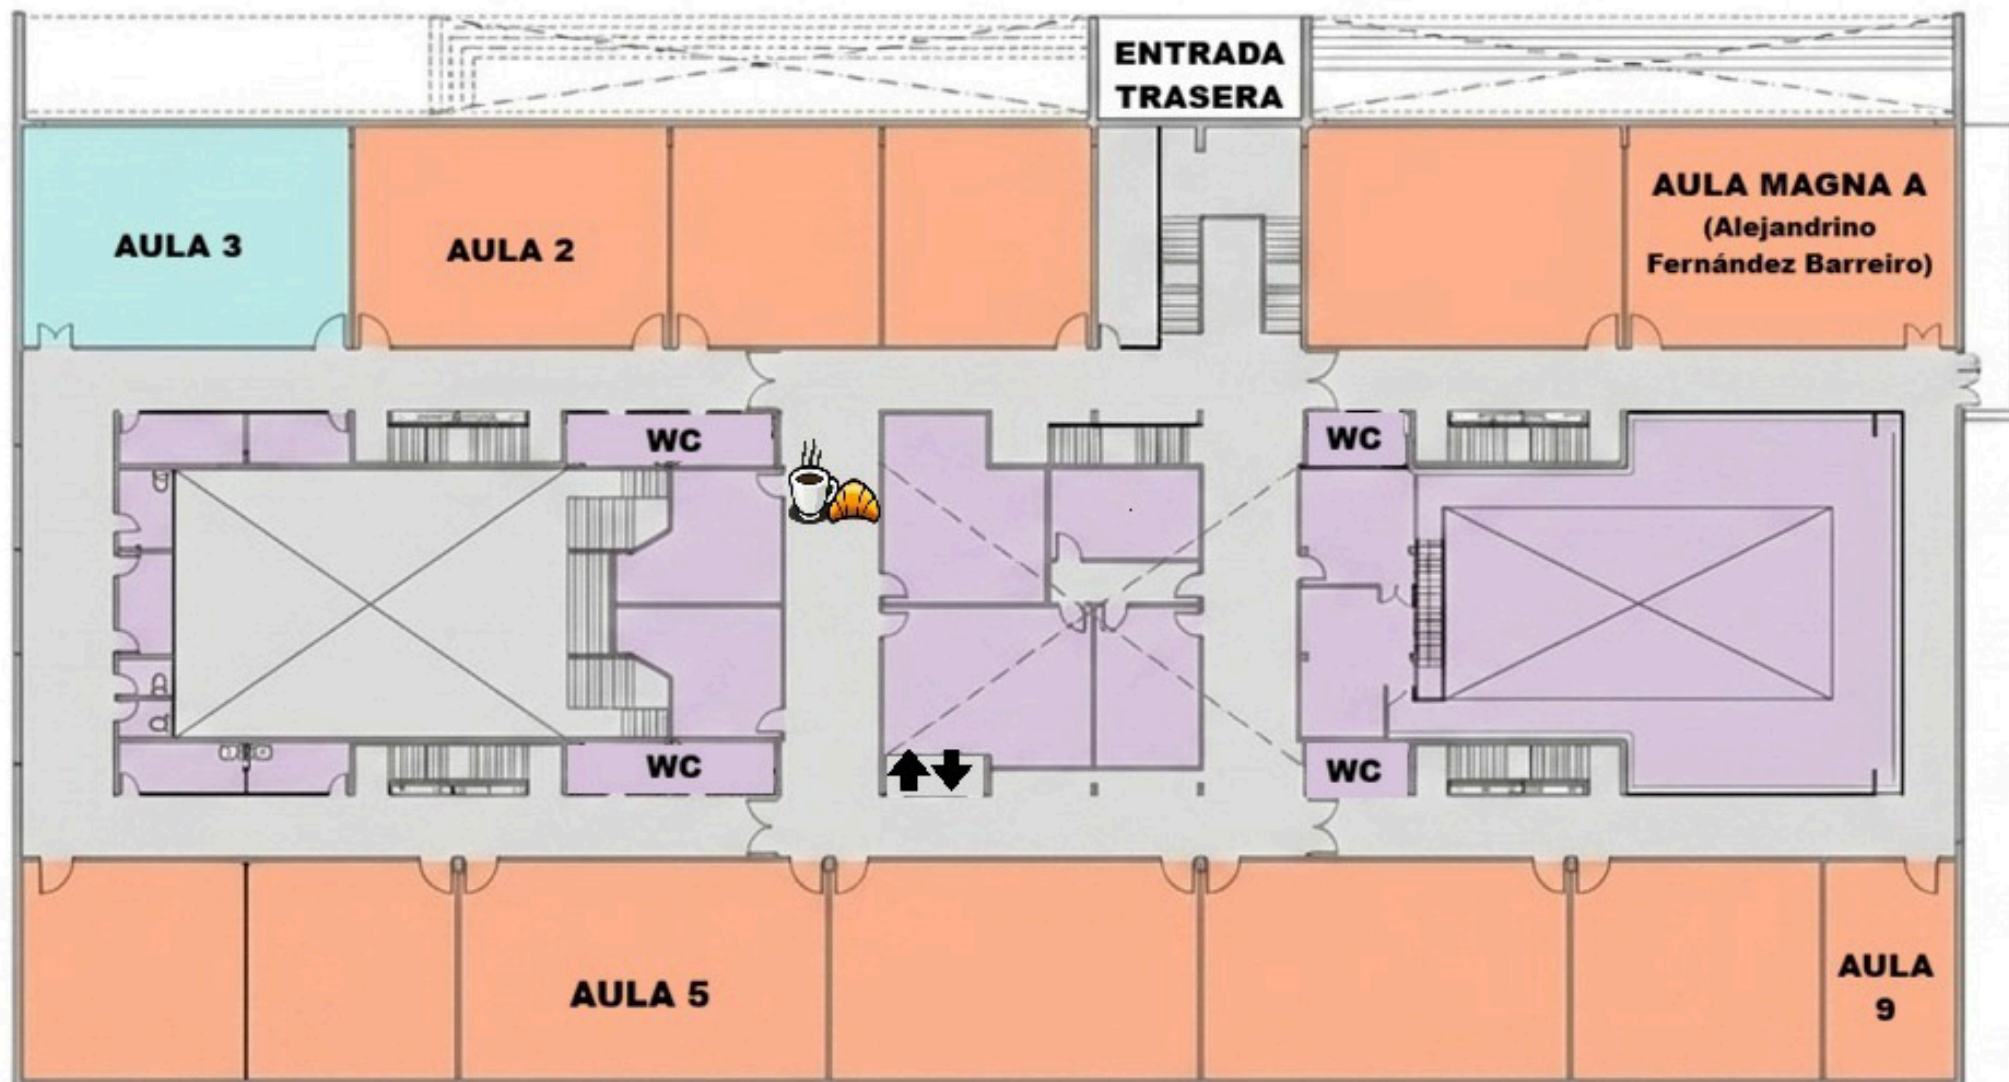 ENTRADA
TRASERA
AULA 3
AULA 2
AULA MAGNA A
(Alejandrino
Fernández Barreiro)
WC
WC
WC
WC
AULA 5
AULA
9